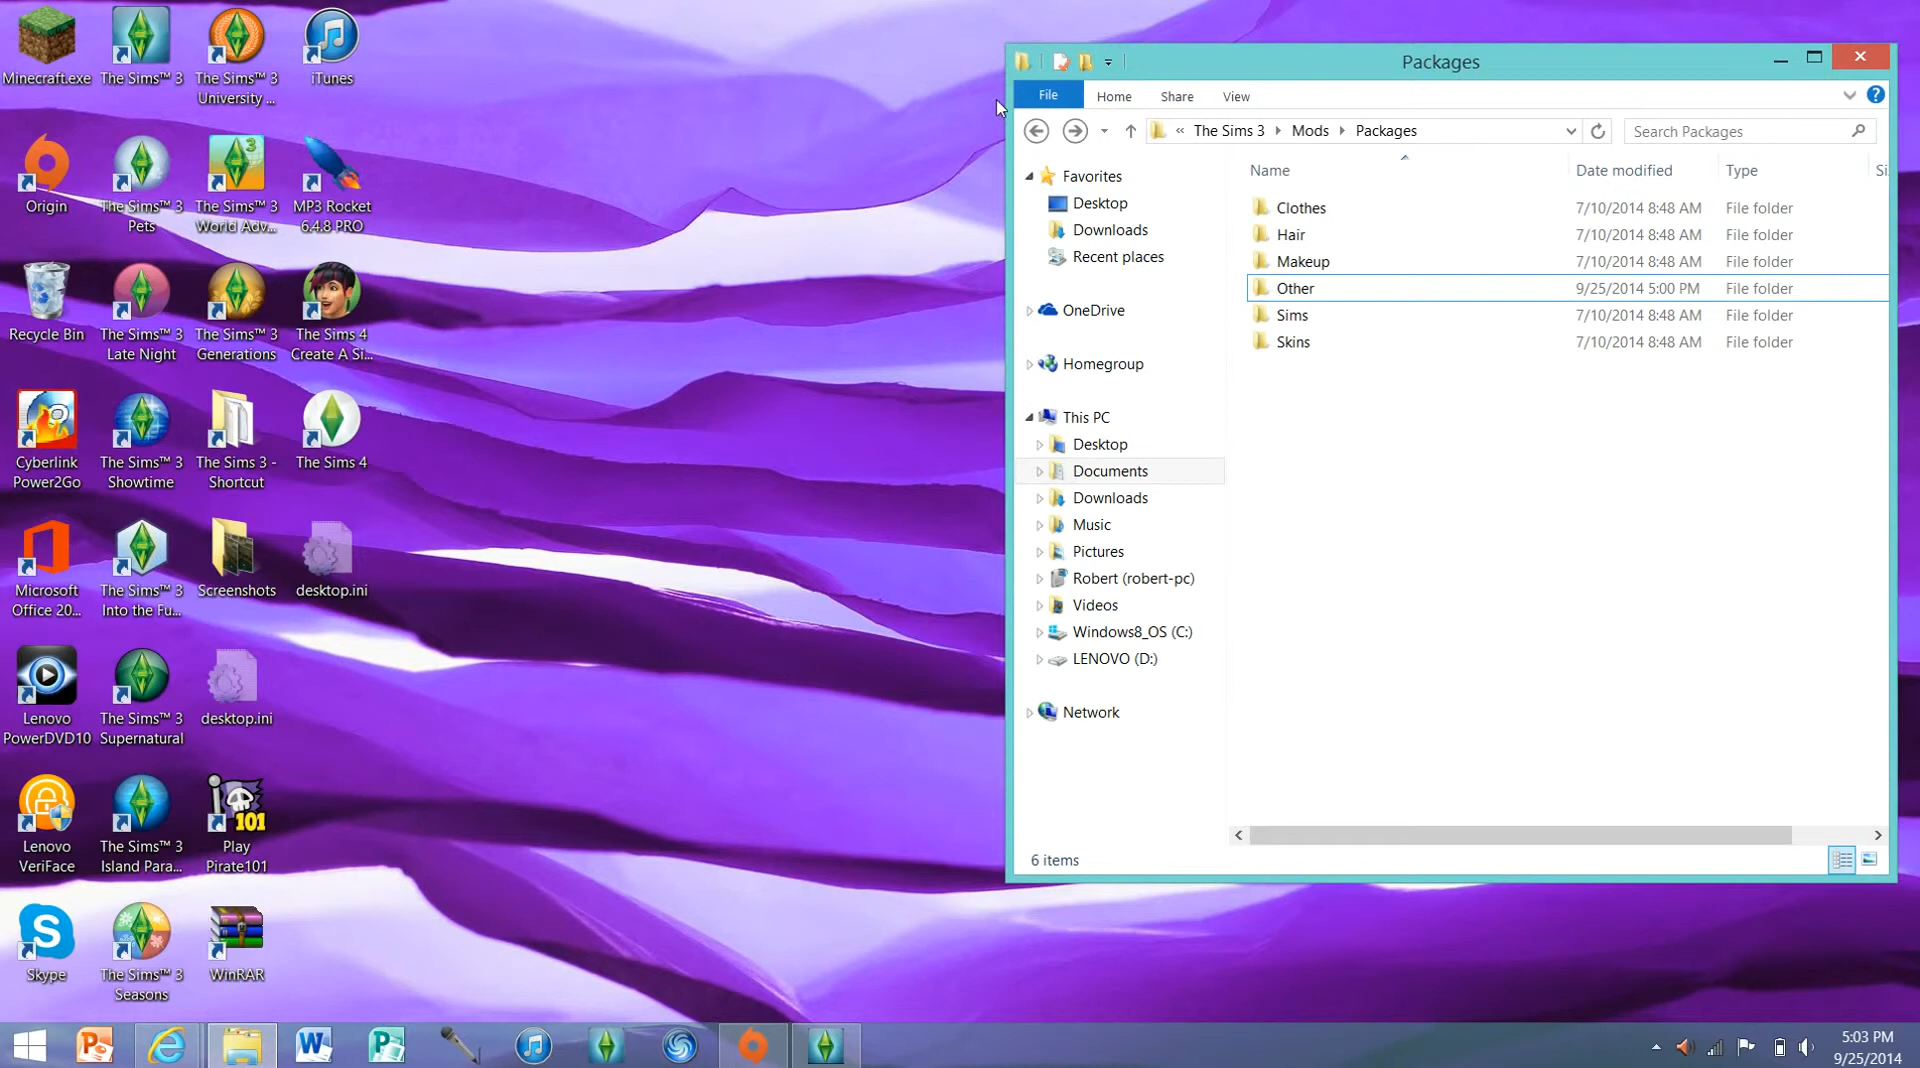 Minecraft.exe
The Sims™ 3
The Sims™ 3
University ...
iTunes
Origin
The Sims™ 3
Pets
3
The Sims™ 3
World Adv...
MP3 Rocket
6.4.8 PRO
Recycle Bin
The Sims™ 3
Late Night
The Sims™ 3
Generations
The Sims 4
Create A Si...
Cyberlink
Power2Go
The Sims™ 3
Showtime
The Sims 3 -
Shortcut
The Sims 4
Microsoft
Office 20...
The Sims™ 3
Into the Fu...
Screenshots
desktop.ini
Lenovo
PowerDVD10
The Sims™ 3
Supernatural
desktop.ini
Lenovo
VeriFace
The Sims™ 3
Island Para...
101
Play
Pirate101
S
Skype
The Sims™ 3
Seasons
WinRAR
Packages
File
Home
Share
View
?
« The Sims 3 Mods Packages
Search Packages
Favorites
Desktop
Downloads
Recent places
OneDrive
Homegroup
This PC
Desktop
Documents
Downloads
Music
Pictures
Robert (robert-pc)
Videos
Windows8_OS (C:)
LENOVO (D:)
Network
Name Date modified Type Si
Clothes 7/10/2014 8:48 AM File folder
Hair 7/10/2014 8:48 AM File folder
Makeup 7/10/2014 8:48 AM File folder
Other 9/25/2014 5:00 PM File folder
Sims 7/10/2014 8:48 AM File folder
Skins 7/10/2014 8:48 AM File folder
6 items
5:03 PM
9/25/2014